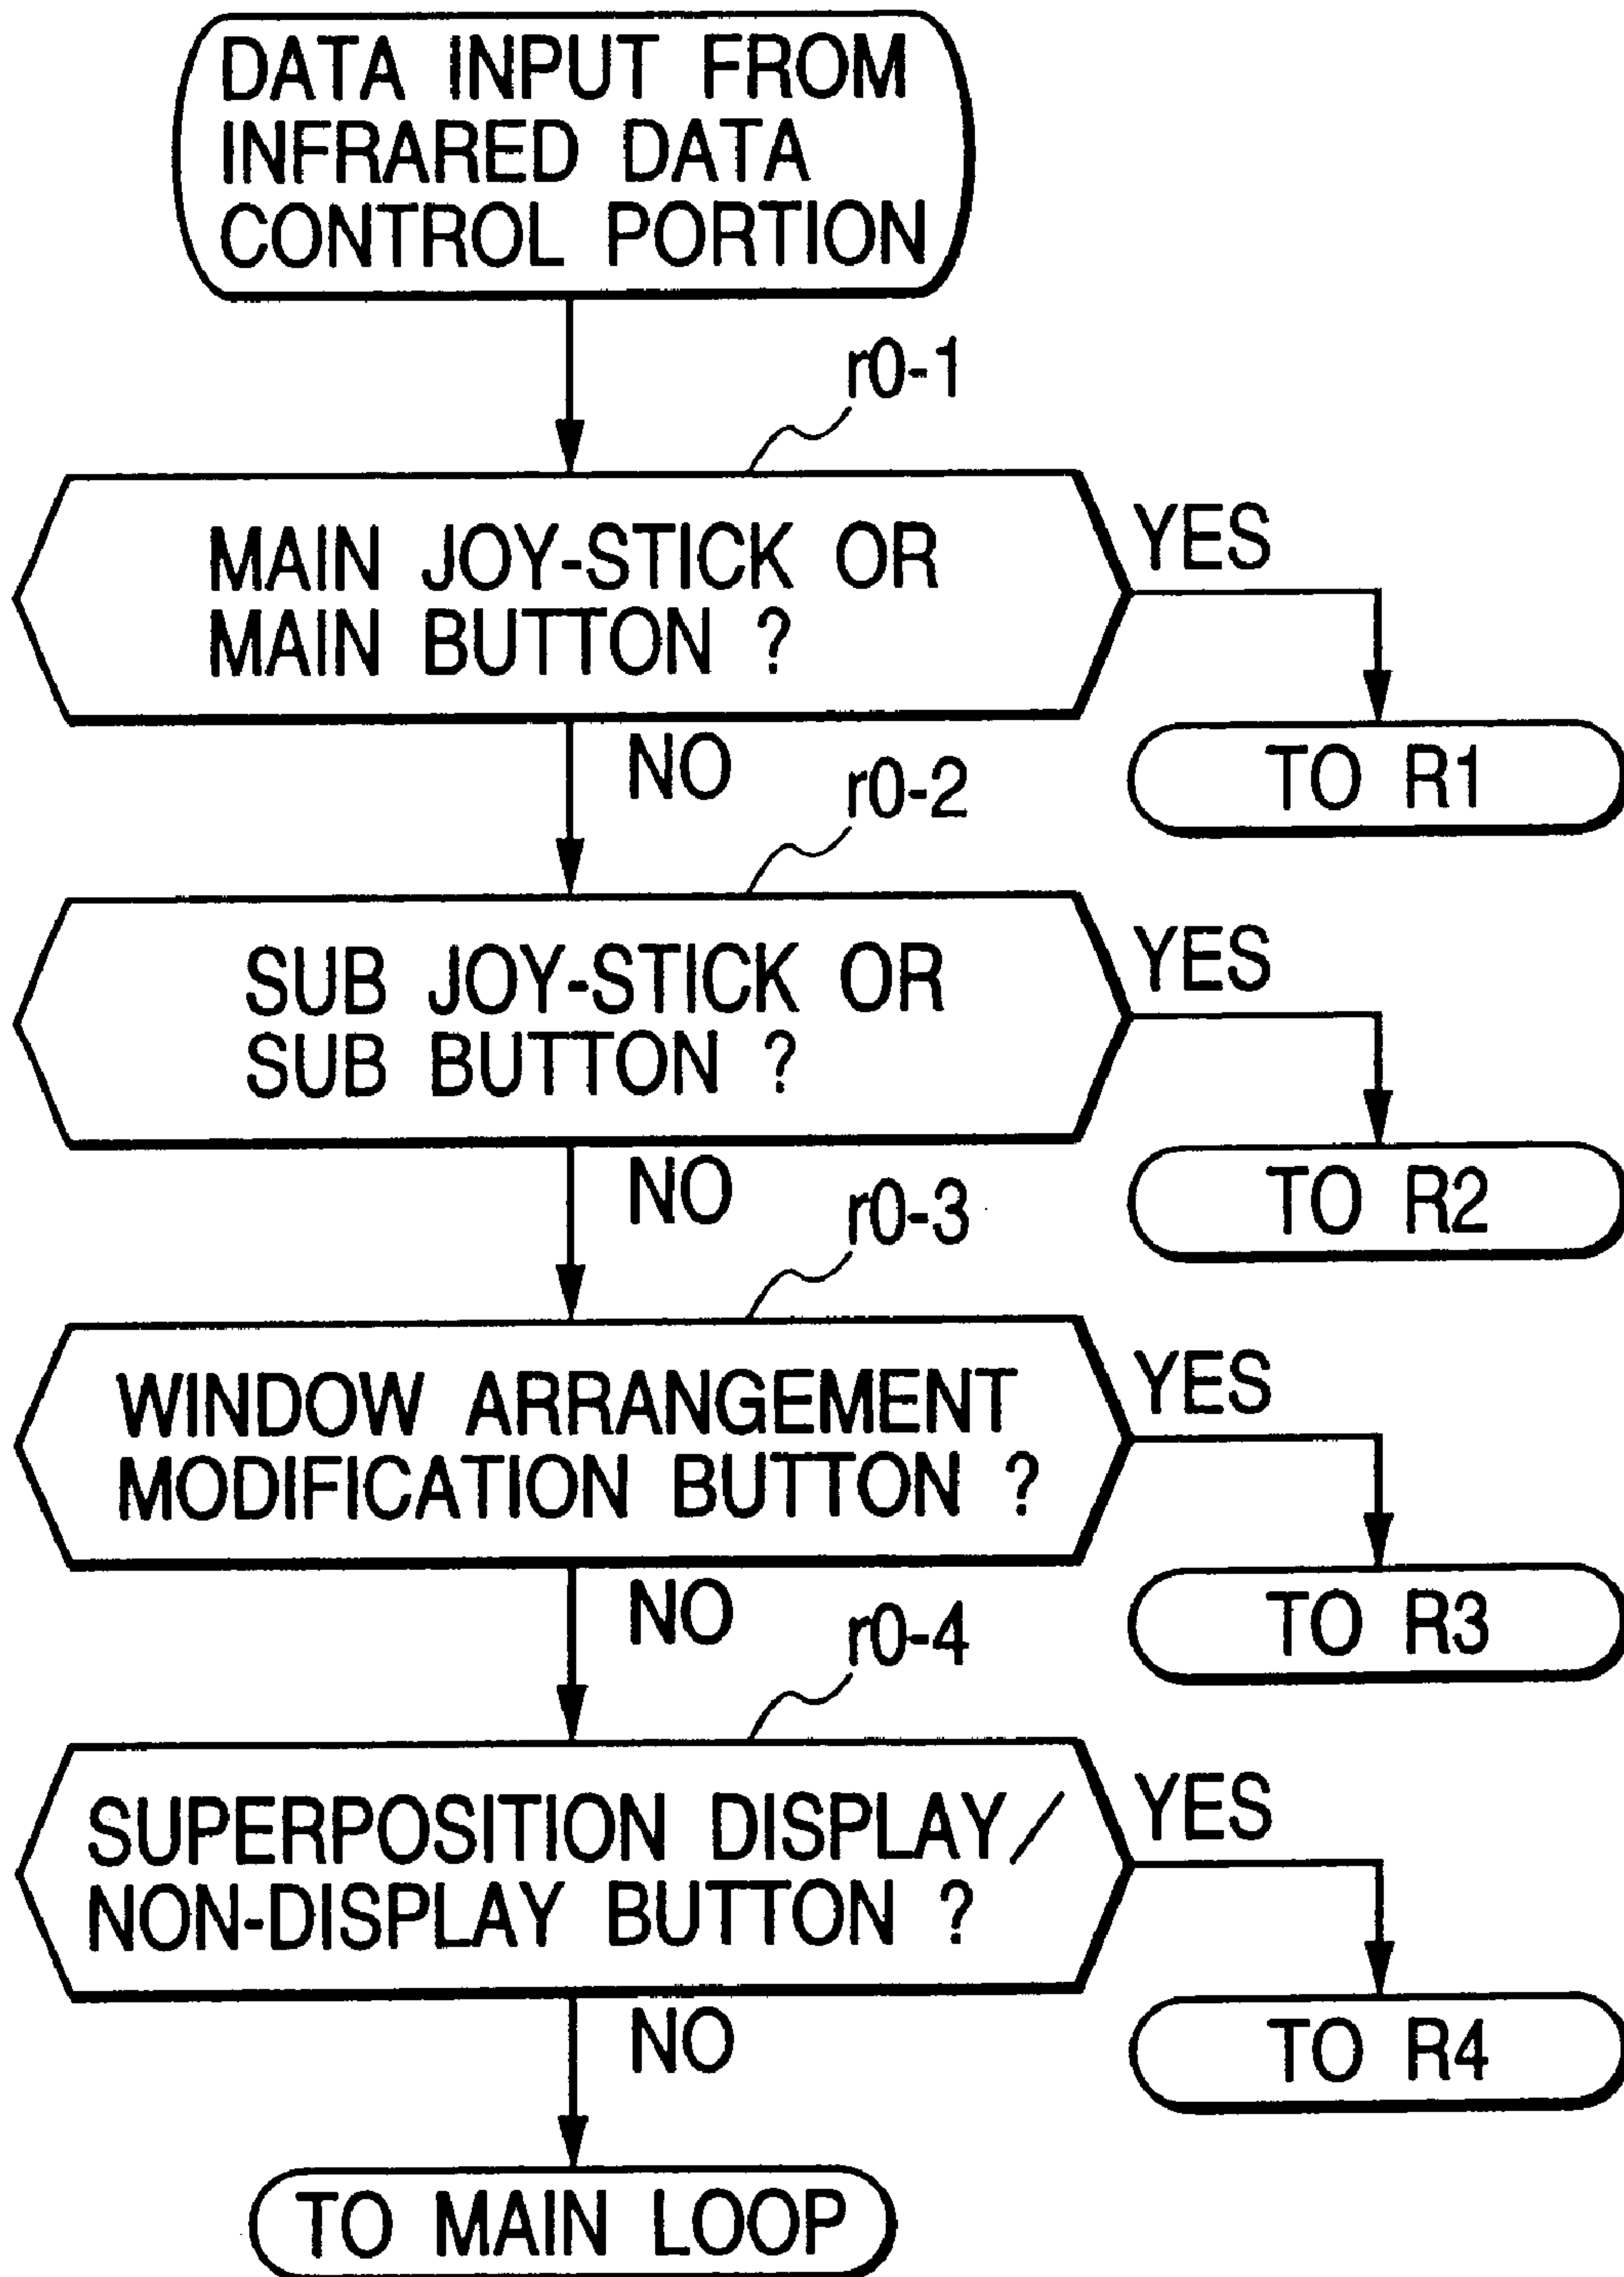 DATA INPUT FROM
INFRARED DATA
CONTROL PORTION
r0-1
MAIN JOY-STICK OR
MAIN BUTTON ?
YES
TO R1
NO
r0-2
SUB JOY-STICK OR
SUB BUTTON ?
YES
TO R2
NO
r0-3
WINDOW ARRANGEMENT
MODIFICATION BUTTON ?
YES
TO R3
NO
r0-4
SUPERPOSITION DISPLAY/
NON-DISPLAY BUTTON ?
YES
TO R4
NO
TO MAIN LOOP